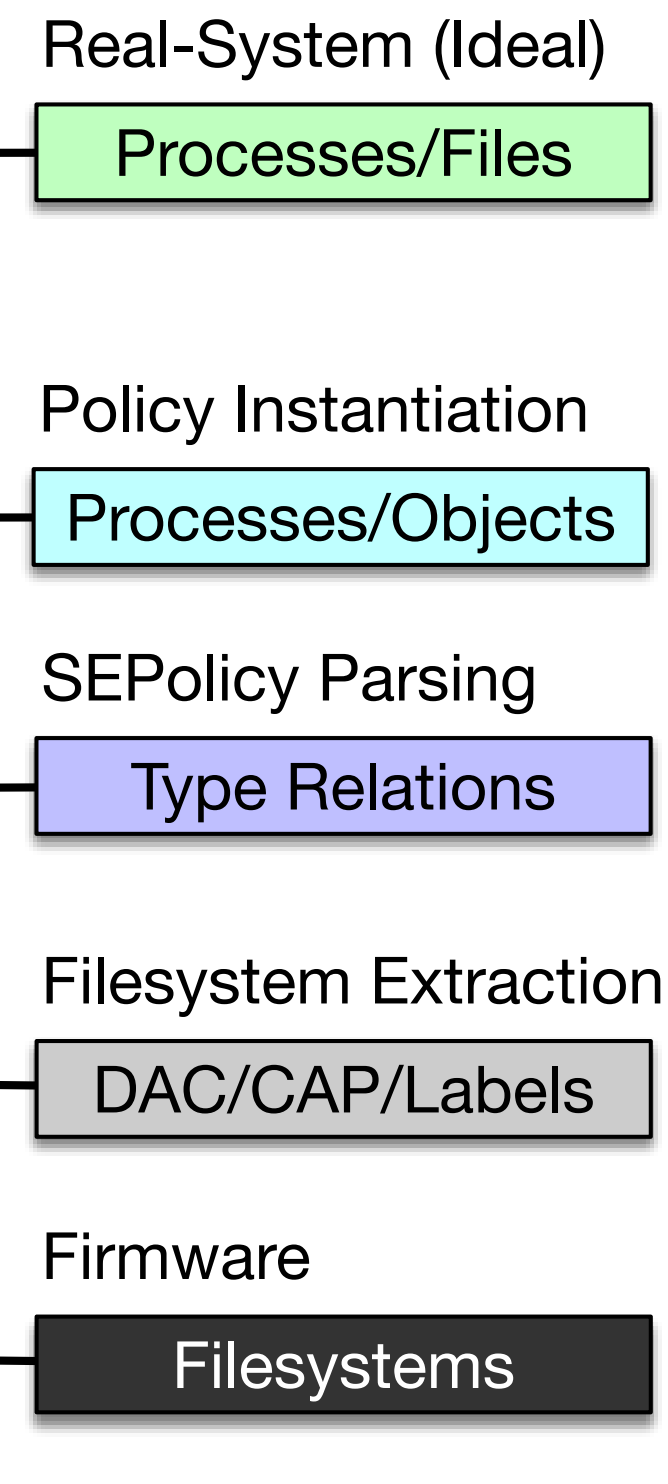 Real-System (Ideal)
Processes/Files
Policy Instantiation
Processes/Objects
SEPolicy Parsing
Type Relations
Filesystem Extraction
DAC/CAP/Labels
Firmware
Filesystems